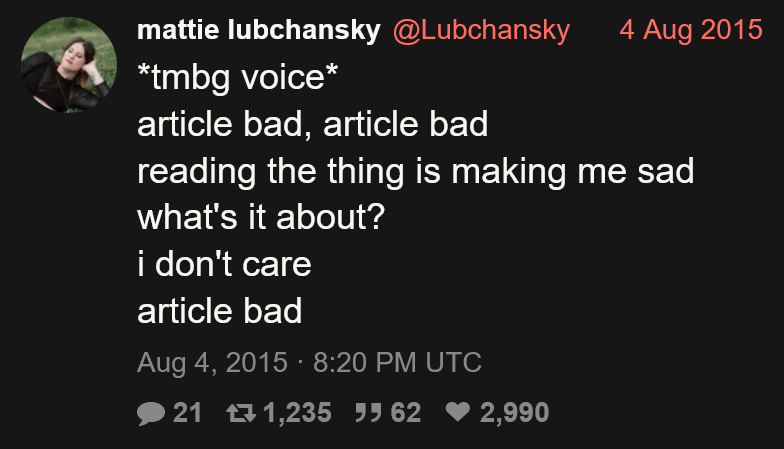 mattie lubchansky @Lubchansky 4 Aug 2015
*tmbg voice*
article bad, article bad
reading the thing is making me sad
what's it about?
i don't care
article bad
Aug 4, 2015 · 8:20 PM UTC
21 1,235 62 2,990